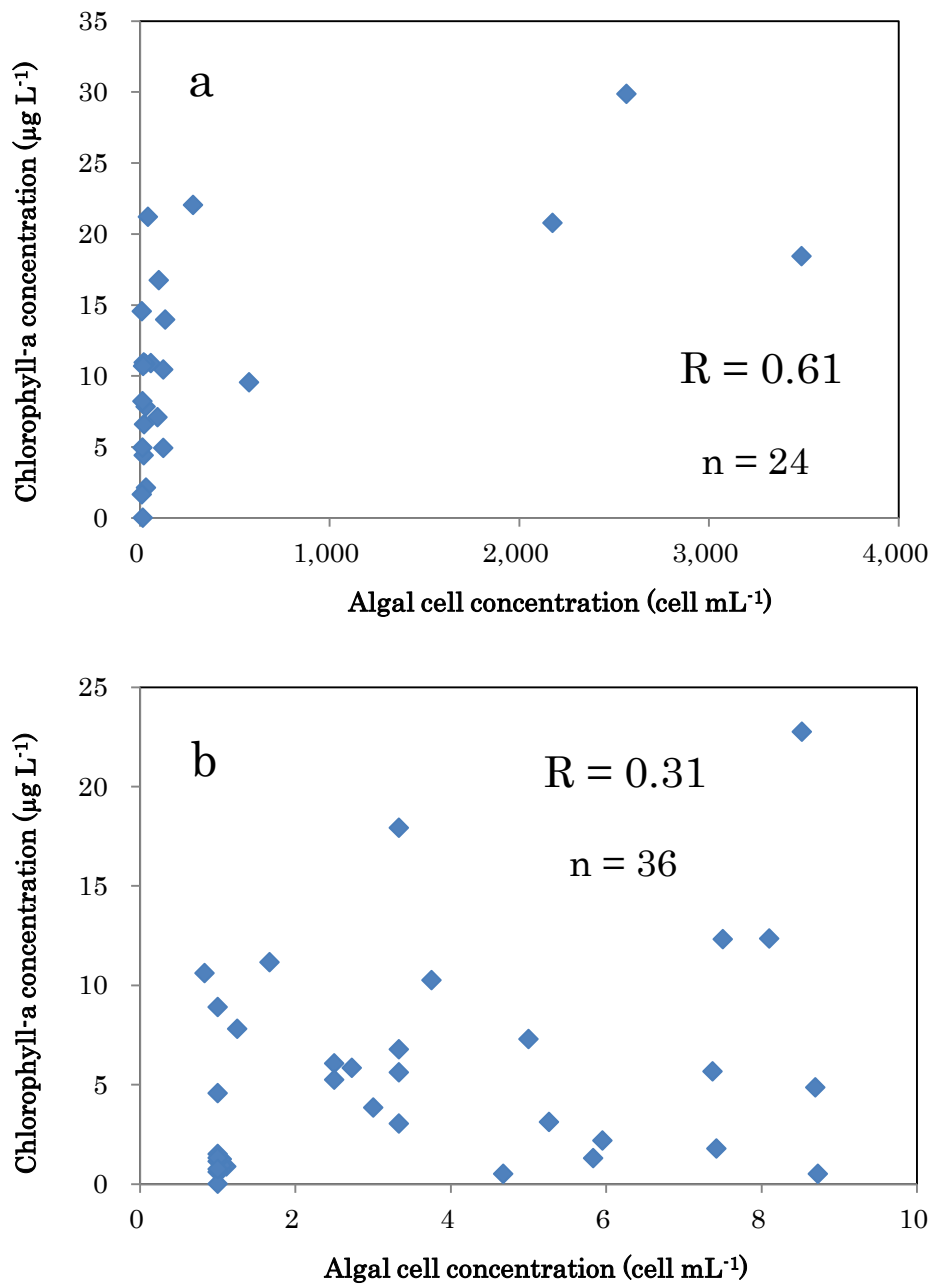 35
30
25
20
15
10
5
0
Chlorophyll-a concentration (µg L⁻¹)
a
R = 0.61
n = 24
0 1,000 2,000 3,000 4,000
Algal cell concentration (cell mL⁻¹)
25
20
15
10
5
0
Chlorophyll-a concentration (µg L⁻¹)
b
R = 0.31
n = 36
0 2 4 6 8 10
Algal cell concentration (cell mL⁻¹)